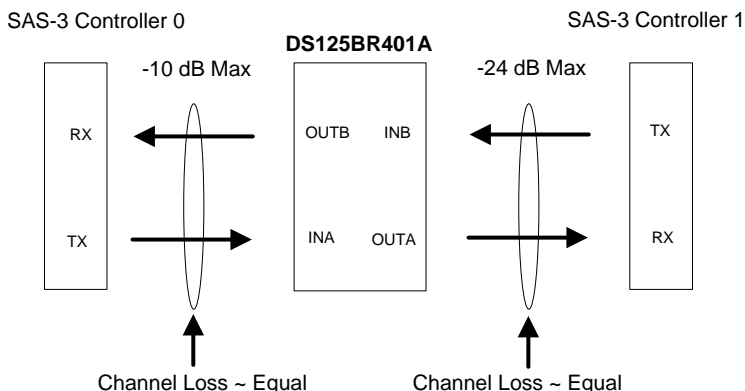 SAS-3 Controller 0
SAS-3 Controller 1
DS125BR401A
-10 dB Max
-24 dB Max
RX
OUTB
INB
TX
TX
INA
OUTA
RX
Channel Loss ~ Equal
Channel Loss ~ Equal